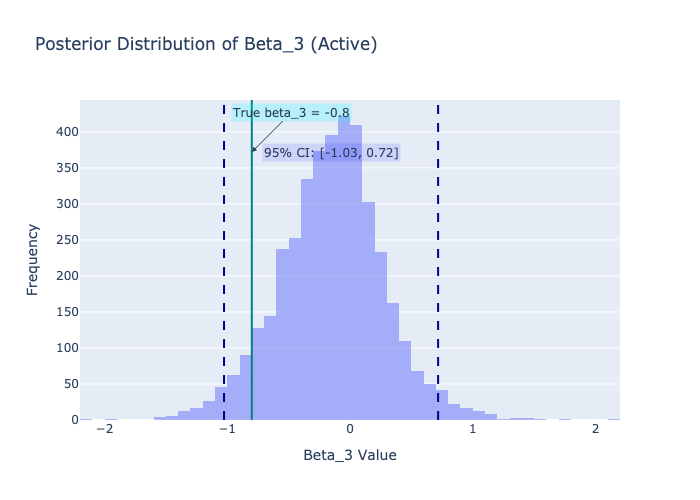 Posterior Distribution of Beta_3 (Active)
True beta_3 = -0.8
95% CI: [-1.03, 0.72]
Frequency
400
350
300
250
200
150
100
50
0
−2
−1
0
1
2
Beta_3 Value